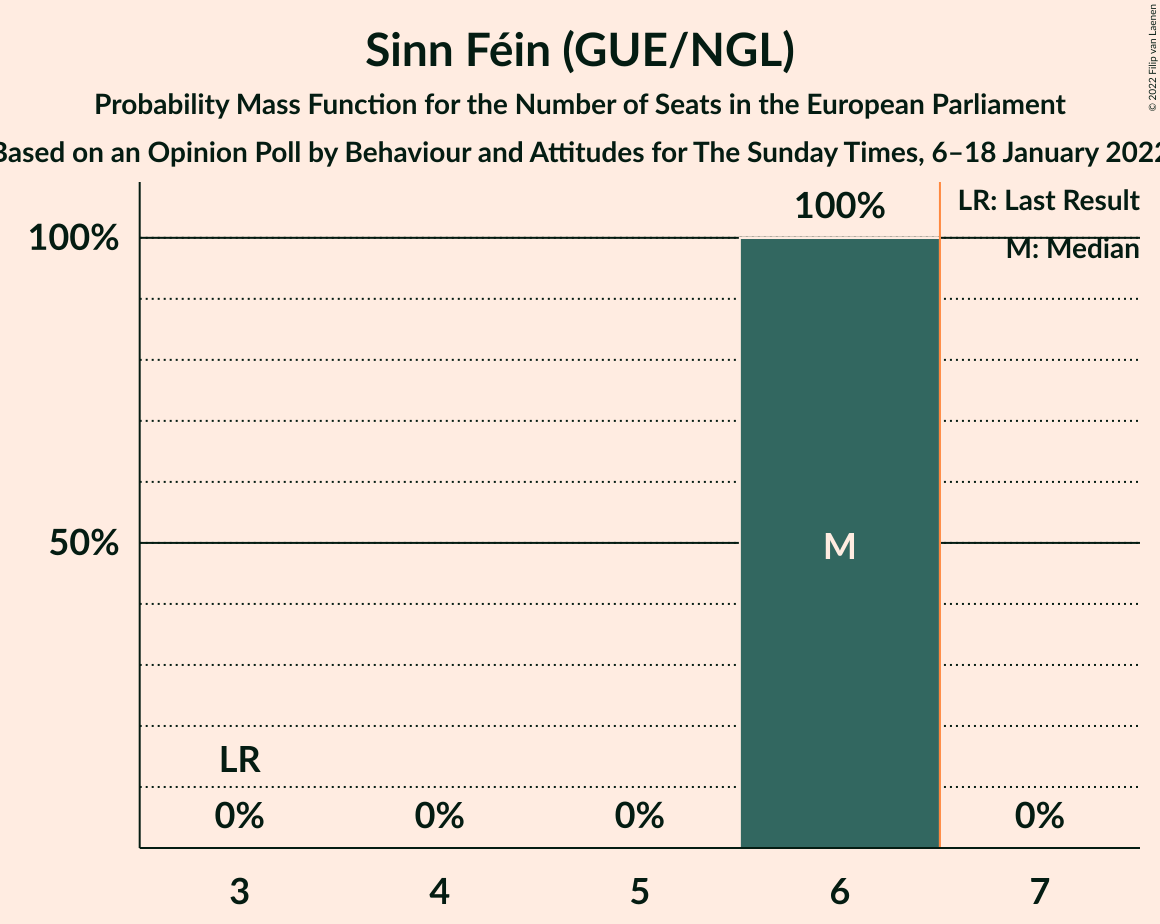 Sinn Féin (GUE/NGL)
Probability Mass Function for the Number of Seats in the European Parliament
Based on an Opinion Poll by Behaviour and Attitudes for The Sunday Times, 6–18 January 2022
© 2022 Filip van Laenen
LR: Last Result
M: Median
100%
100%
50%
M
LR
0%
0%
0%
0%
3
4
5
6
7